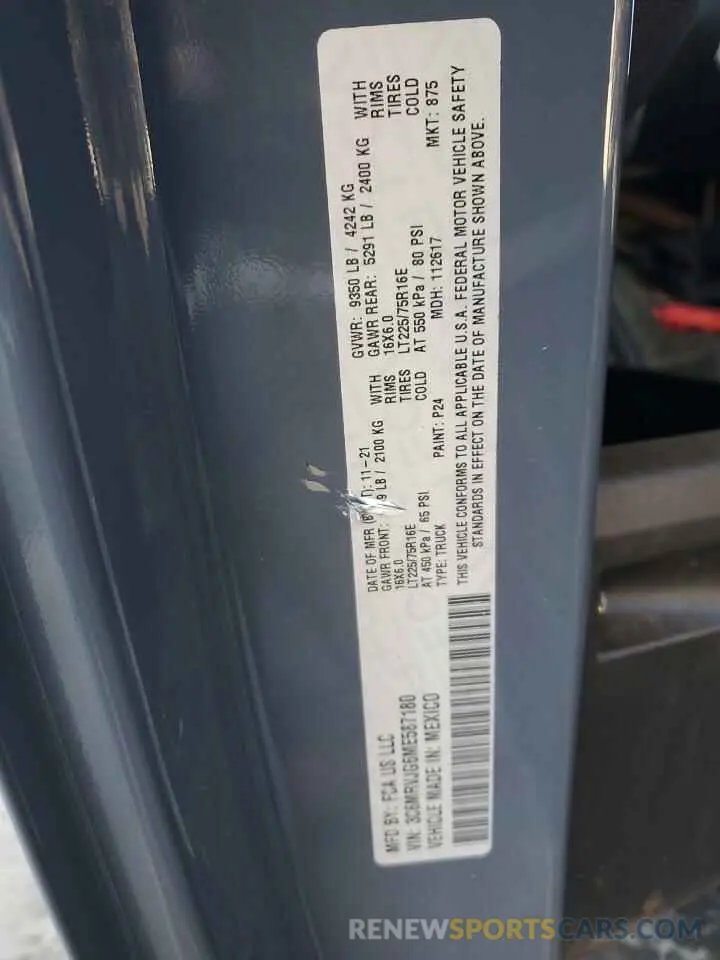 MFD BY: FCA US LLC
VIN: 3C6MRVJG6ME587180
VEHICLE MADE IN: MEXICO
DATE OF MFR 11-21
GAWR FRONT: LB / 2100 KG WITH
16X6.0 RIMS
LT225/75R16E TIRES
AT 450 kPa / 65 PSI COLD
TYPE: TRUCK PAINT: P24
GVWR: 9350 LB / 4242 KG
GAWR REAR: 5291 LB / 2400 KG WITH
16X6.0 RIMS
LT225/75R16E TIRES
AT 550 kPa / 80 PSI COLD
MDH: 112617 MKT: 875
THIS VEHICLE CONFORMS TO ALL APPLICABLE U.S.A. FEDERAL MOTOR VEHICLE SAFETY
STANDARDS IN EFFECT ON THE DATE OF MANUFACTURE SHOWN ABOVE.
RENEWSPORTSCARS.COM